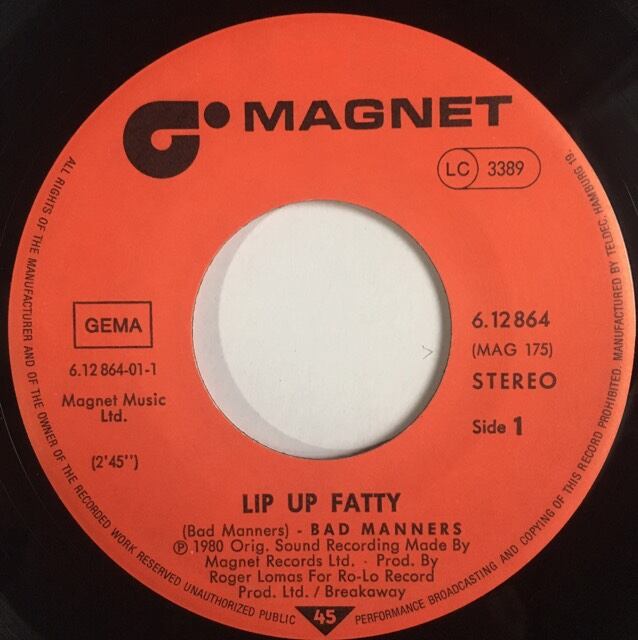 MAGNET
LC 3389
GEMA
6.12 864-01-1
Magnet Music
Ltd.
(2'45")
6.12864
(MAG 175)
STEREO
Side 1
LIP UP FATTY
(Bad Manners) - BAD MANNERS
℗ 1980 Orig. Sound Recording Made By
Magnet Records Ltd. · Prod. By
Roger Lomas For Ro-Lo Record
Prod. Ltd. / Breakaway
45
ALL RIGHTS OF THE MANUFACTURER AND OF THE OWNER OF THE RECORDED WORK RESERVED UNAUTHORIZED PUBLIC PERFORMANCE BROADCASTING AND COPYING OF THIS RECORD PROHIBITED. MANUFACTURED BY TELDEC, HAMBURG 19.